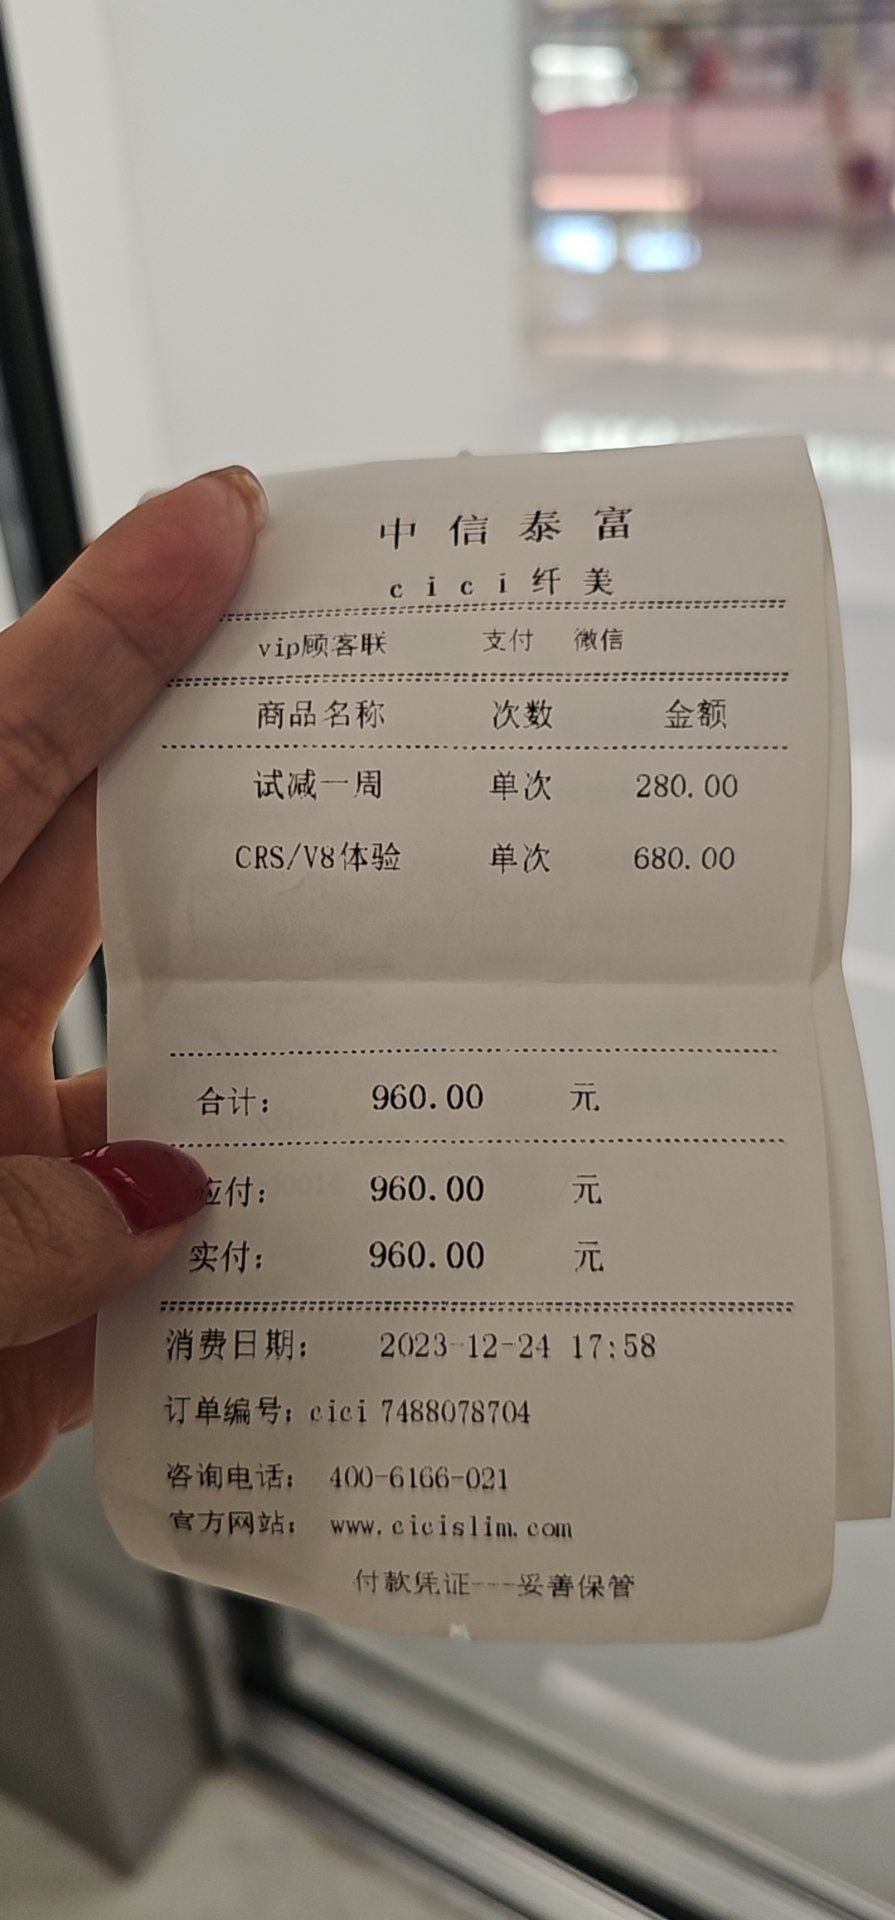 中信泰富
cici纤美
vip顾客联 支付 微信
商品名称 次数 金额
试减一周 单次 280.00
CRS/V8体验 单次 680.00
合计： 960.00 元
应付： 960.00 元
实付： 960.00 元
消费日期： 2023-12-24 17:58
订单编号：cici 7488078704
咨询电话： 400-6166-021
官方网站： www.cicislim.com
付款凭证---妥善保管